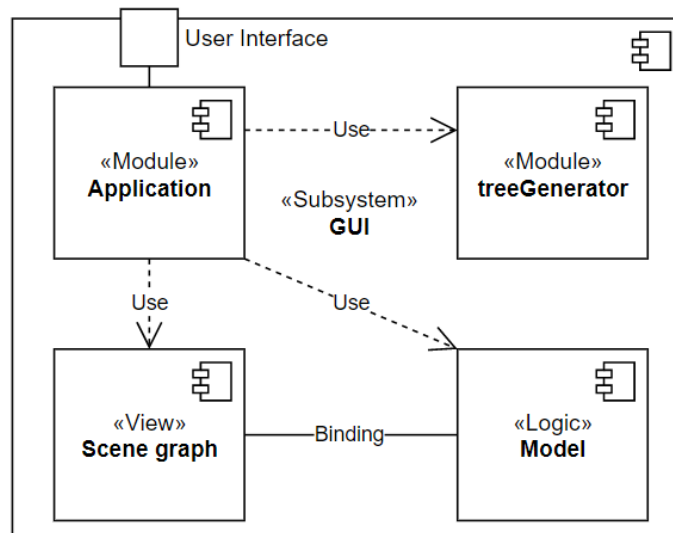 User Interface
«Module»
Application
Use
«Module»
treeGenerator
«Subsystem»
GUI
Use
Use
«View»
Scene graph
Binding
«Logic»
Model